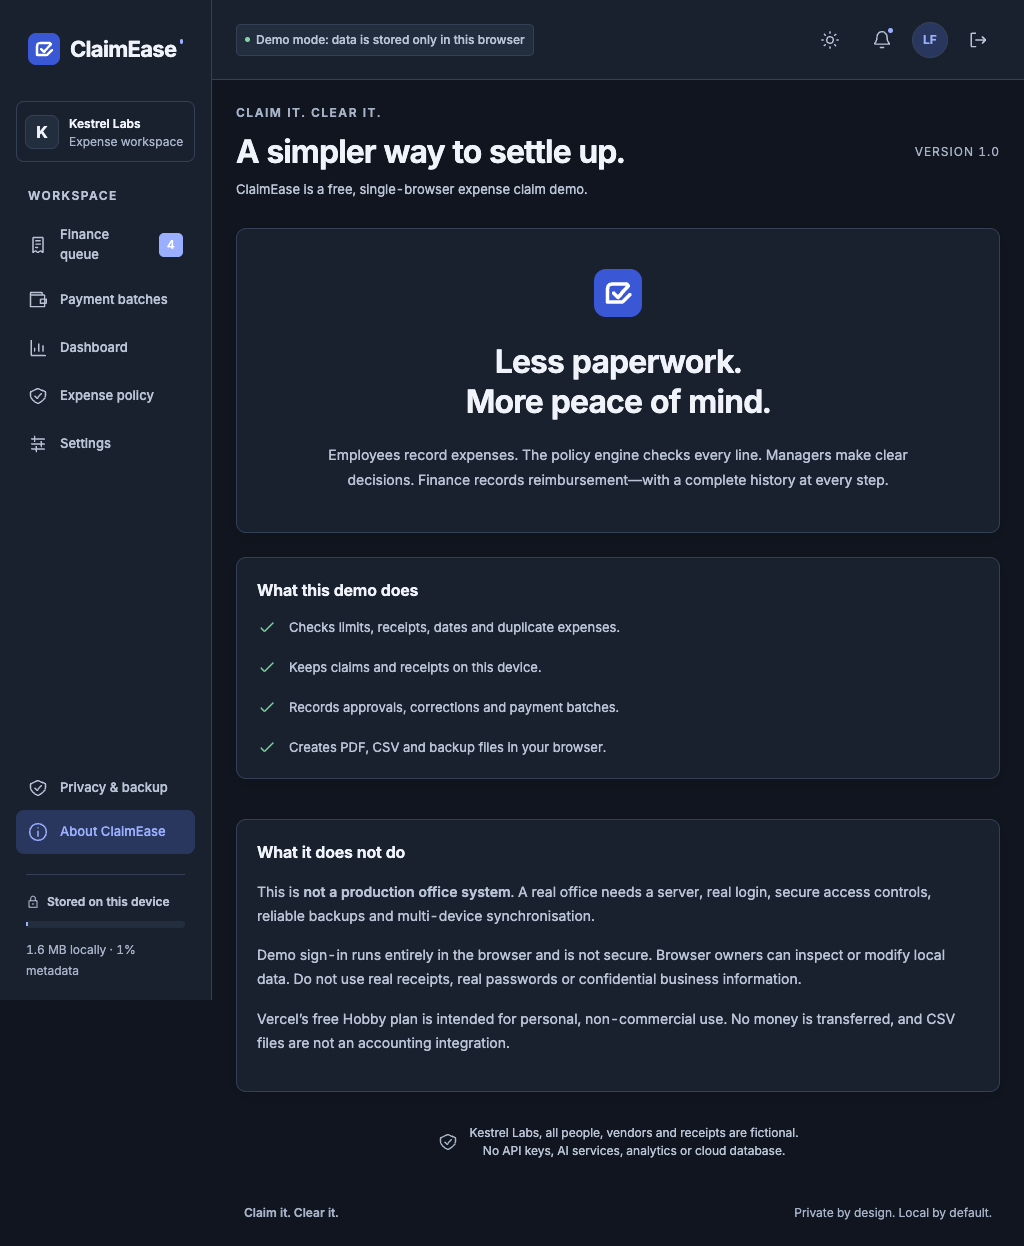 ClaimEase
K
Kestrel Labs
Expense workspace
WORKSPACE
Finance
queue
4
Payment batches
Dashboard
Expense policy
Settings
Privacy & backup
About ClaimEase
Stored on this device
1.6 MB locally · 1%
metadata
Demo mode: data is stored only in this browser
LF
CLAIM IT. CLEAR IT.
A simpler way to settle up.
VERSION 1.0
ClaimEase is a free, single-browser expense claim demo.
Less paperwork.
More peace of mind.
Employees record expenses. The policy engine checks every line. Managers make clear
decisions. Finance records reimbursement—with a complete history at every step.
What this demo does
Checks limits, receipts, dates and duplicate expenses.
Keeps claims and receipts on this device.
Records approvals, corrections and payment batches.
Creates PDF, CSV and backup files in your browser.
What it does not do
This is not a production office system. A real office needs a server, real login, secure access controls,
reliable backups and multi-device synchronisation.
Demo sign-in runs entirely in the browser and is not secure. Browser owners can inspect or modify local
data. Do not use real receipts, real passwords or confidential business information.
Vercel’s free Hobby plan is intended for personal, non-commercial use. No money is transferred, and CSV
files are not an accounting integration.
Kestrel Labs, all people, vendors and receipts are fictional.
No API keys, AI services, analytics or cloud database.
Claim it. Clear it.
Private by design. Local by default.